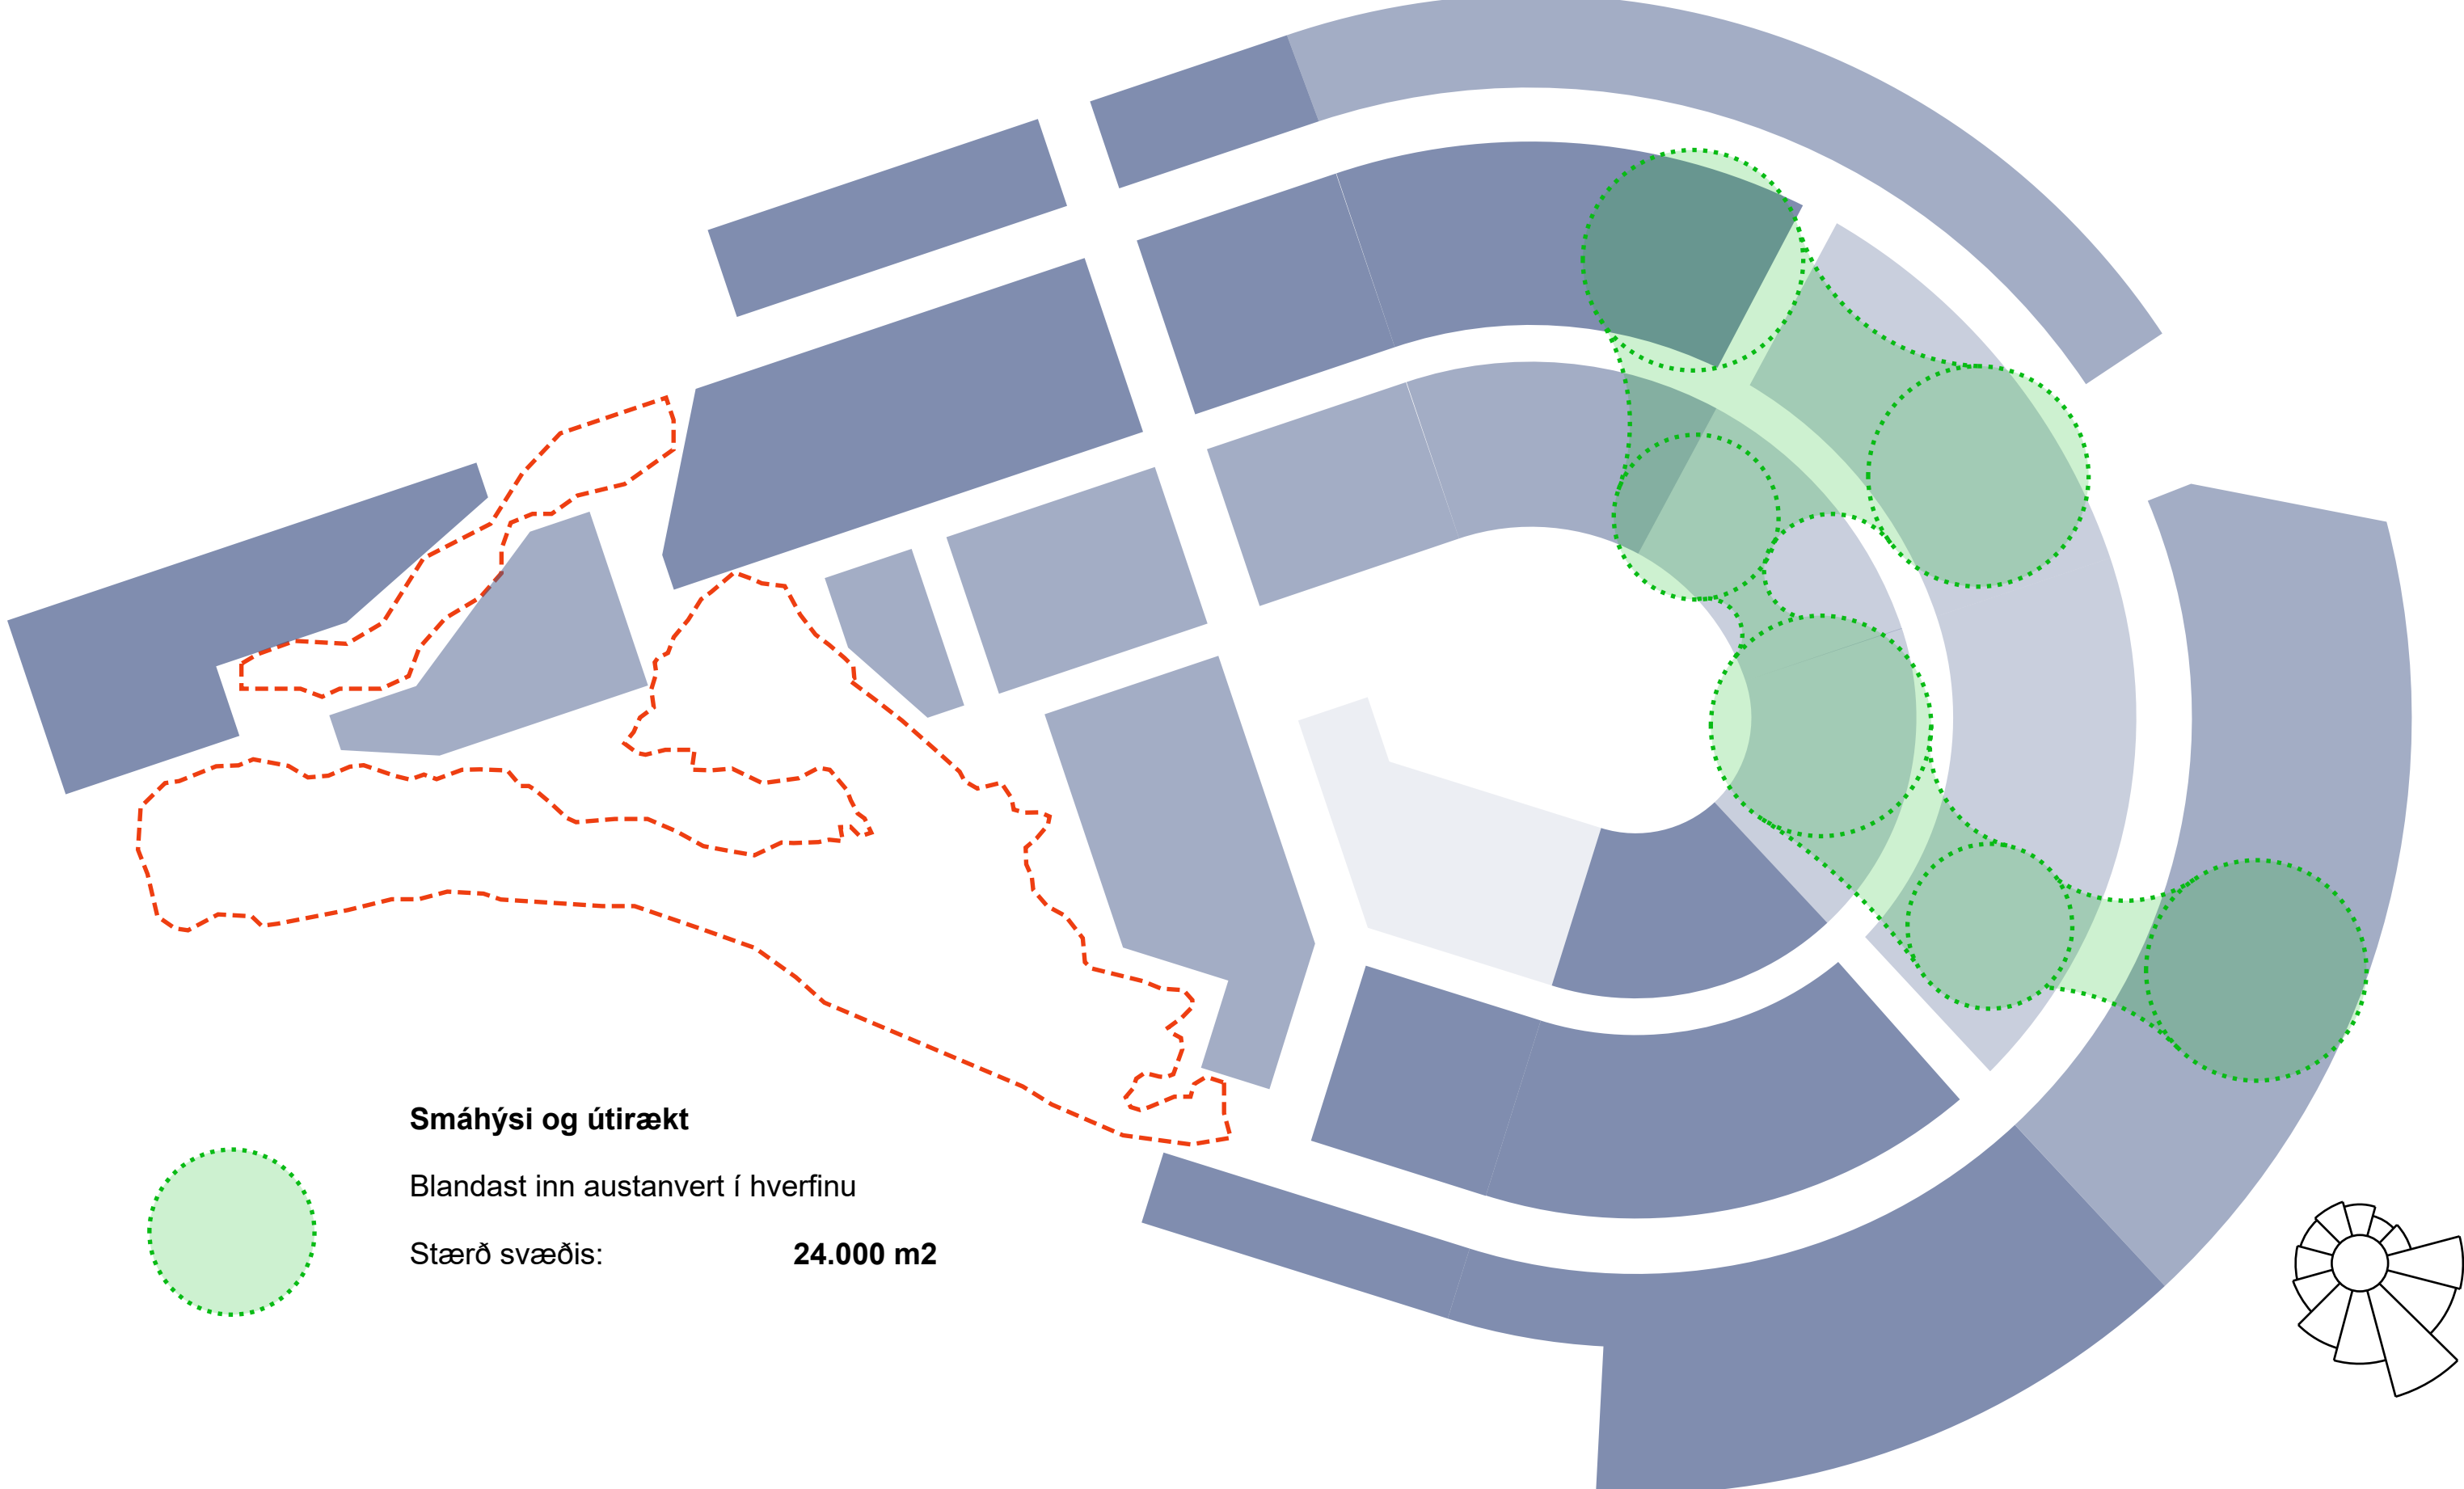 Smáhýsi og útirækt
Blandast inn austanvert í hverfinu
Stærð svæðis: 24.000 m2